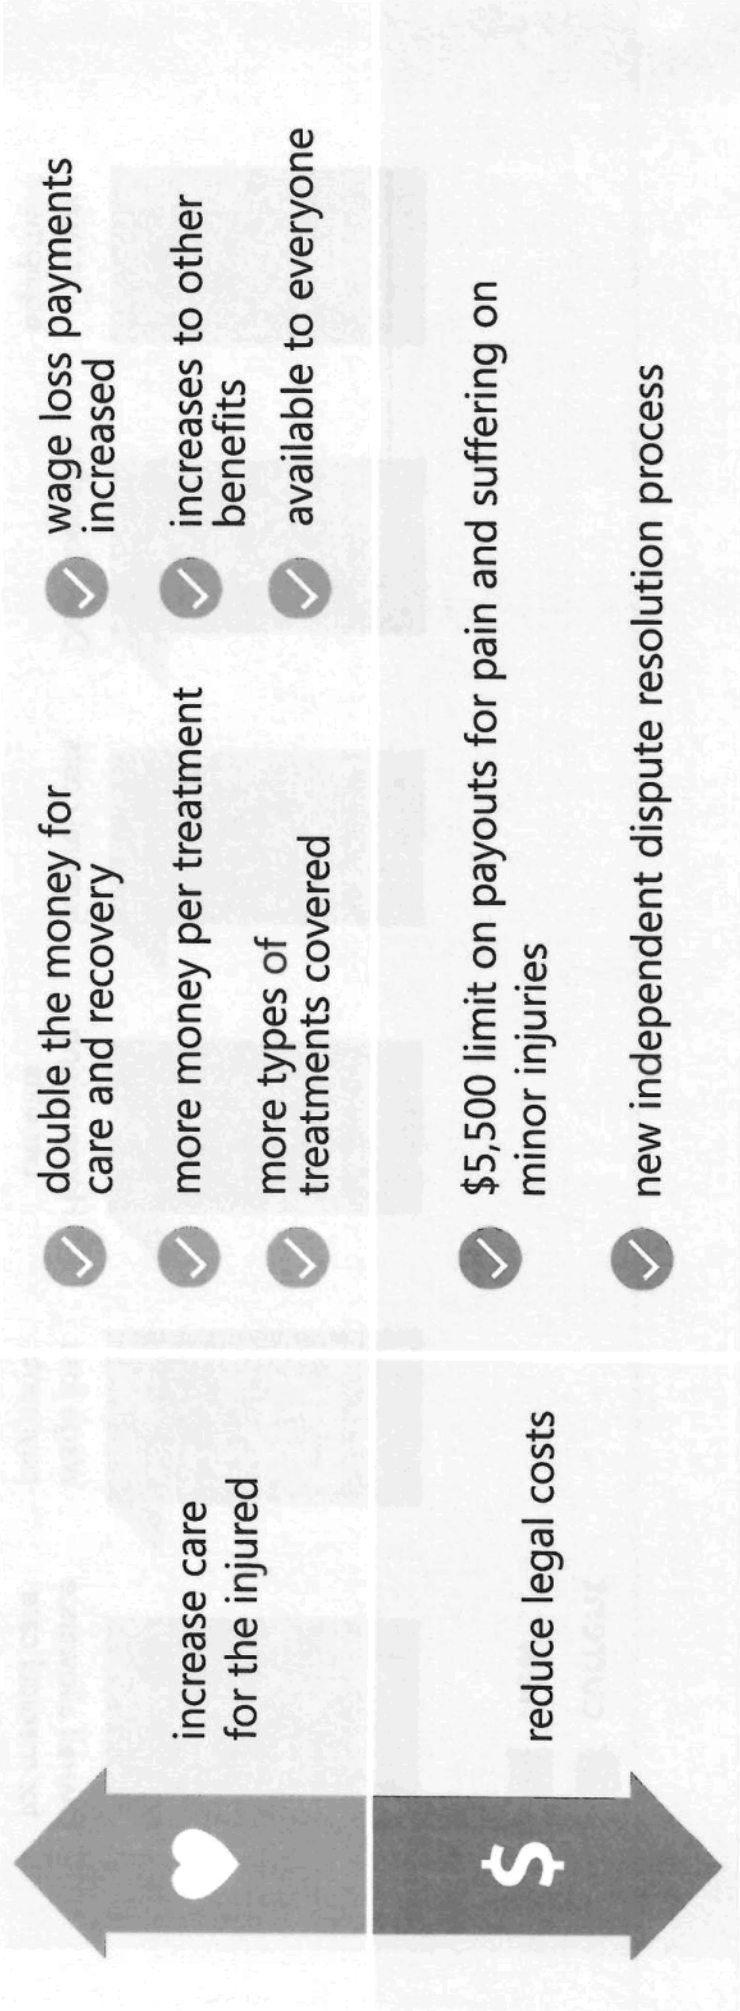 increase care
for the injured
double the money for
care and recovery
more money per treatment
more types of
treatments covered
wage loss payments
increased
increases to other
benefits
available to everyone
$
reduce legal costs
$5,500 limit on payouts for pain and suffering on
minor injuries
new independent dispute resolution process